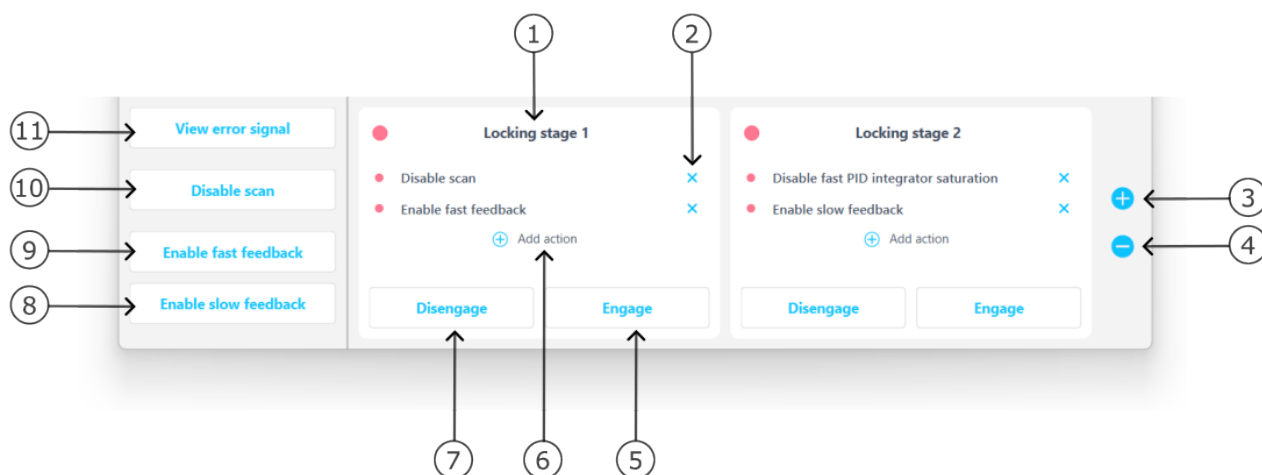 1
2
11
View error signal
Locking stage 1
Locking stage 2
10
Disable scan
Disable scan
Disable fast PID integrator saturation
3
Enable fast feedback
Enable slow feedback
9
Enable fast feedback
Add action
Add action
4
8
Enable slow feedback
Disengage
Engage
Disengage
Engage
7
6
5